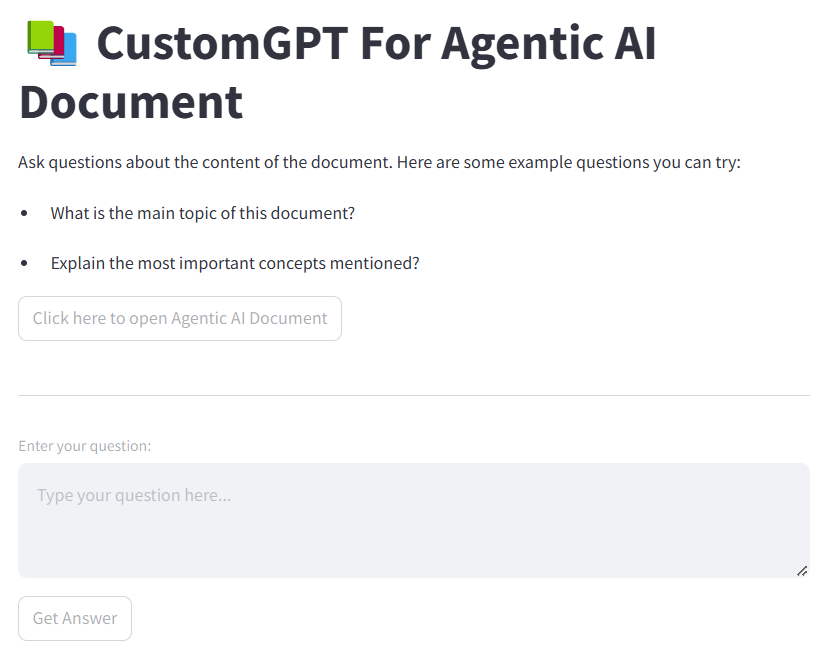 CustomGPT For Agentic AI
Document
Ask questions about the content of the document. Here are some example questions you can try:
• What is the main topic of this document?
• Explain the most important concepts mentioned?
Click here to open Agentic AI Document
Enter your question:
Type your question here...
Get Answer